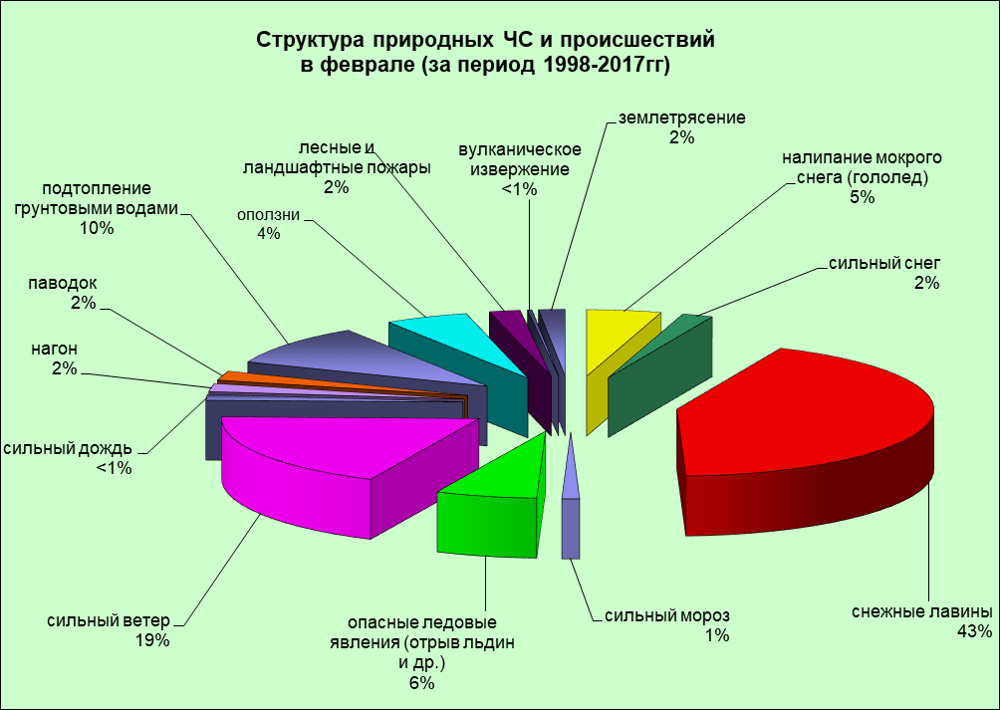 Структура природных ЧС и происшествий
в феврале (за период 1998-2017гг)
землетрясение
2%
вулканическое
извержение
<1%
лесные и
ландшафтные пожары
2%
налипание мокрого
снега (гололед)
5%
подтопление
грунтовыми водами
10%
оползни
4%
сильный снег
2%
паводок
2%
нагон
2%
сильный дождь
<1%
сильный ветер
19%
опасные ледовые
явления (отрыв льдин
и др.)
6%
сильный мороз
1%
снежные лавины
43%